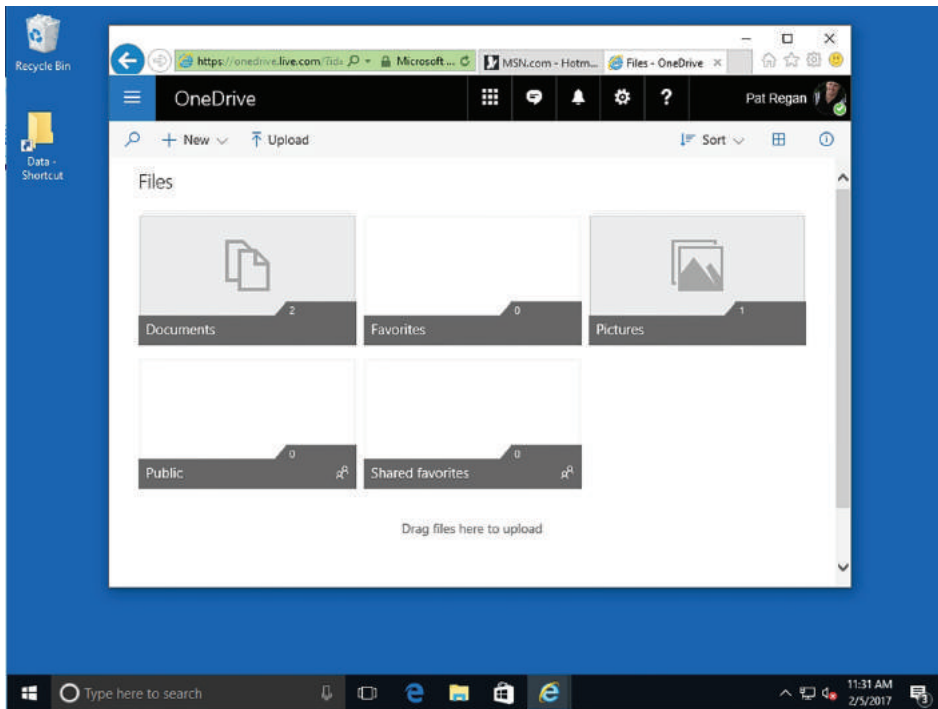 Recycle Bin
Data -
Shortcut
https://onedrive.live.com/?id
Microsoft ...
MSN.com - Hotm...
Files - OneDrive
OneDrive
?
Pat Regan
New
Upload
Sort
Files
2
Documents
0
Favorites
1
Pictures
0
Public
0
Shared favorites
Drag files here to upload
Type here to search
11:31 AM
2/5/2017
3